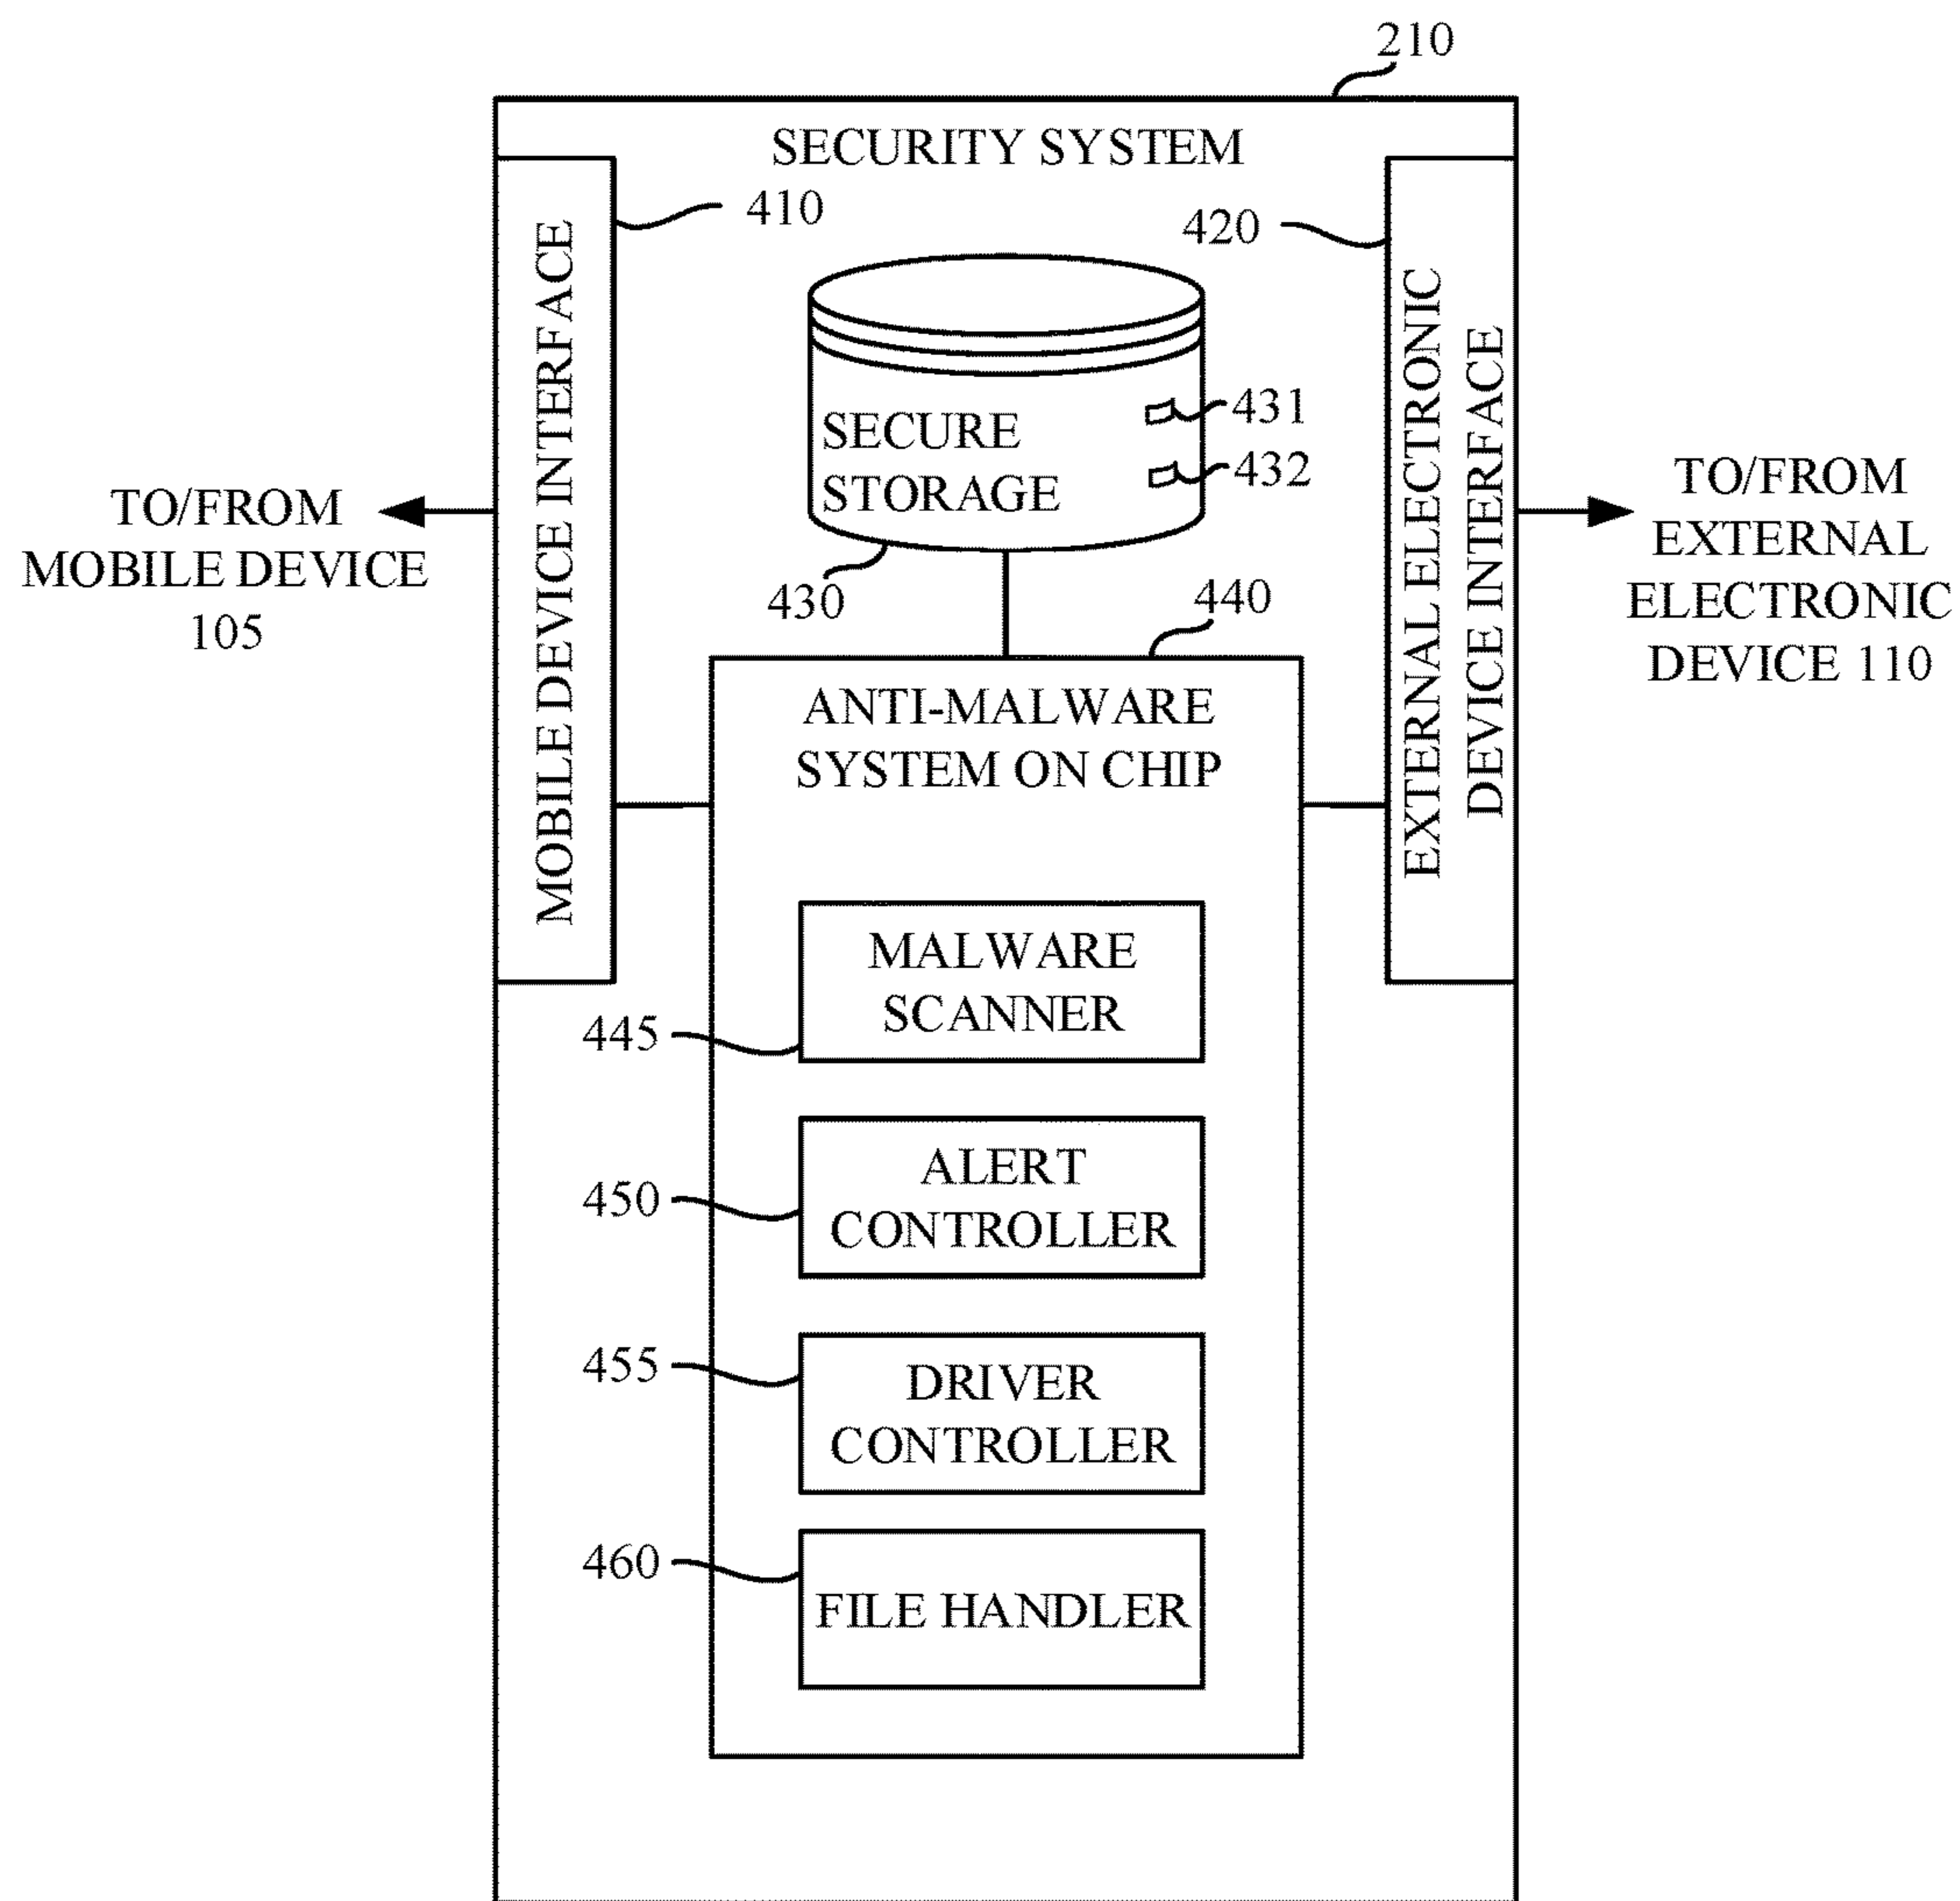 210
SECURITY SYSTEM
410
420
MOBILE DEVICE INTERFACE
EXTERNAL ELECTRONIC
DEVICE INTERFACE
SECURE
STORAGE
431
432
430
440
TO/FROM
MOBILE DEVICE
105
TO/FROM
EXTERNAL
ELECTRONIC
DEVICE 110
ANTI-MALWARE
SYSTEM ON CHIP
MALWARE
SCANNER
445
ALERT
CONTROLLER
450
DRIVER
CONTROLLER
455
FILE HANDLER
460